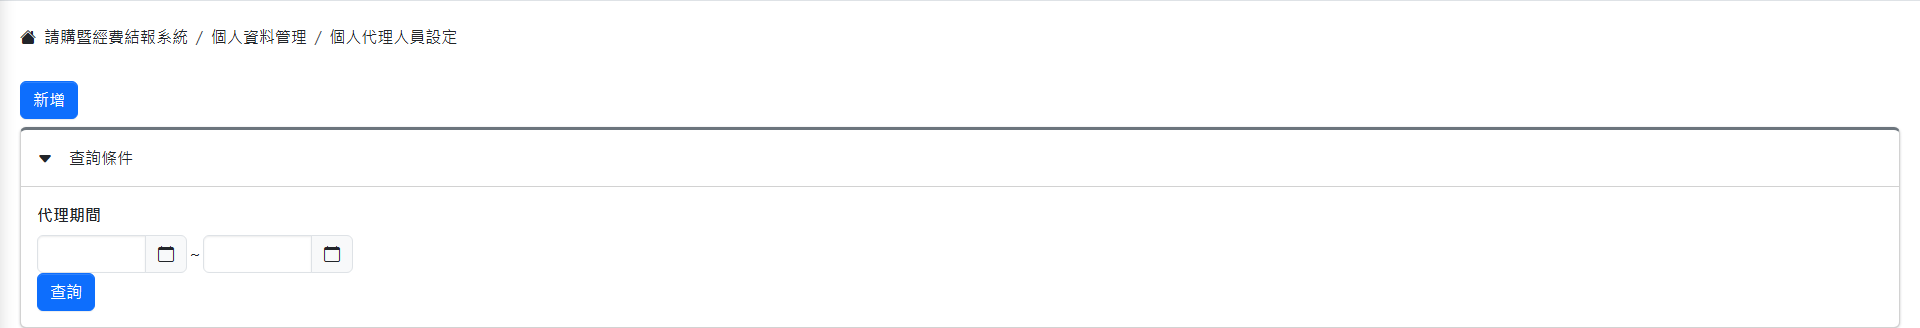 請購暨經費結報系統 / 個人資料管理 / 個人代理人員設定
新增
查詢條件
代理期間
~
查詢